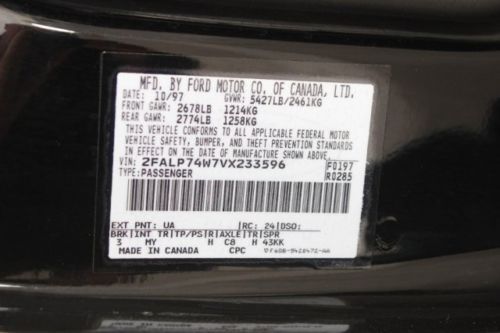 MFD. BY FORD MOTOR CO. OF CANADA, LTD.
10/97 GVWR: 5427LB/2461KG
FRONT GAWR: 2678LB 1214KG
REAR GAWR: 2774LB 1258KG
THIS VEHICLE CONFORMS TO ALL APPLICABLE FEDERAL MOTOR
VEHICLE SAFETY, BUMPER, AND THEFT PREVENTION STANDARDS
IN EFFECT ON THE DATE OF MANUFACTURE SHOWN ABOVE.
VIN: 2FALP74W7VX233596 F0197
TYPE: PASSENGER R0285
EXT PNT: UA RC: 24 DSO:
BRK INT TR TP/PS R AXLE TR SPR
3 MY H C8 H 43KK
MADE IN CANADA CPC